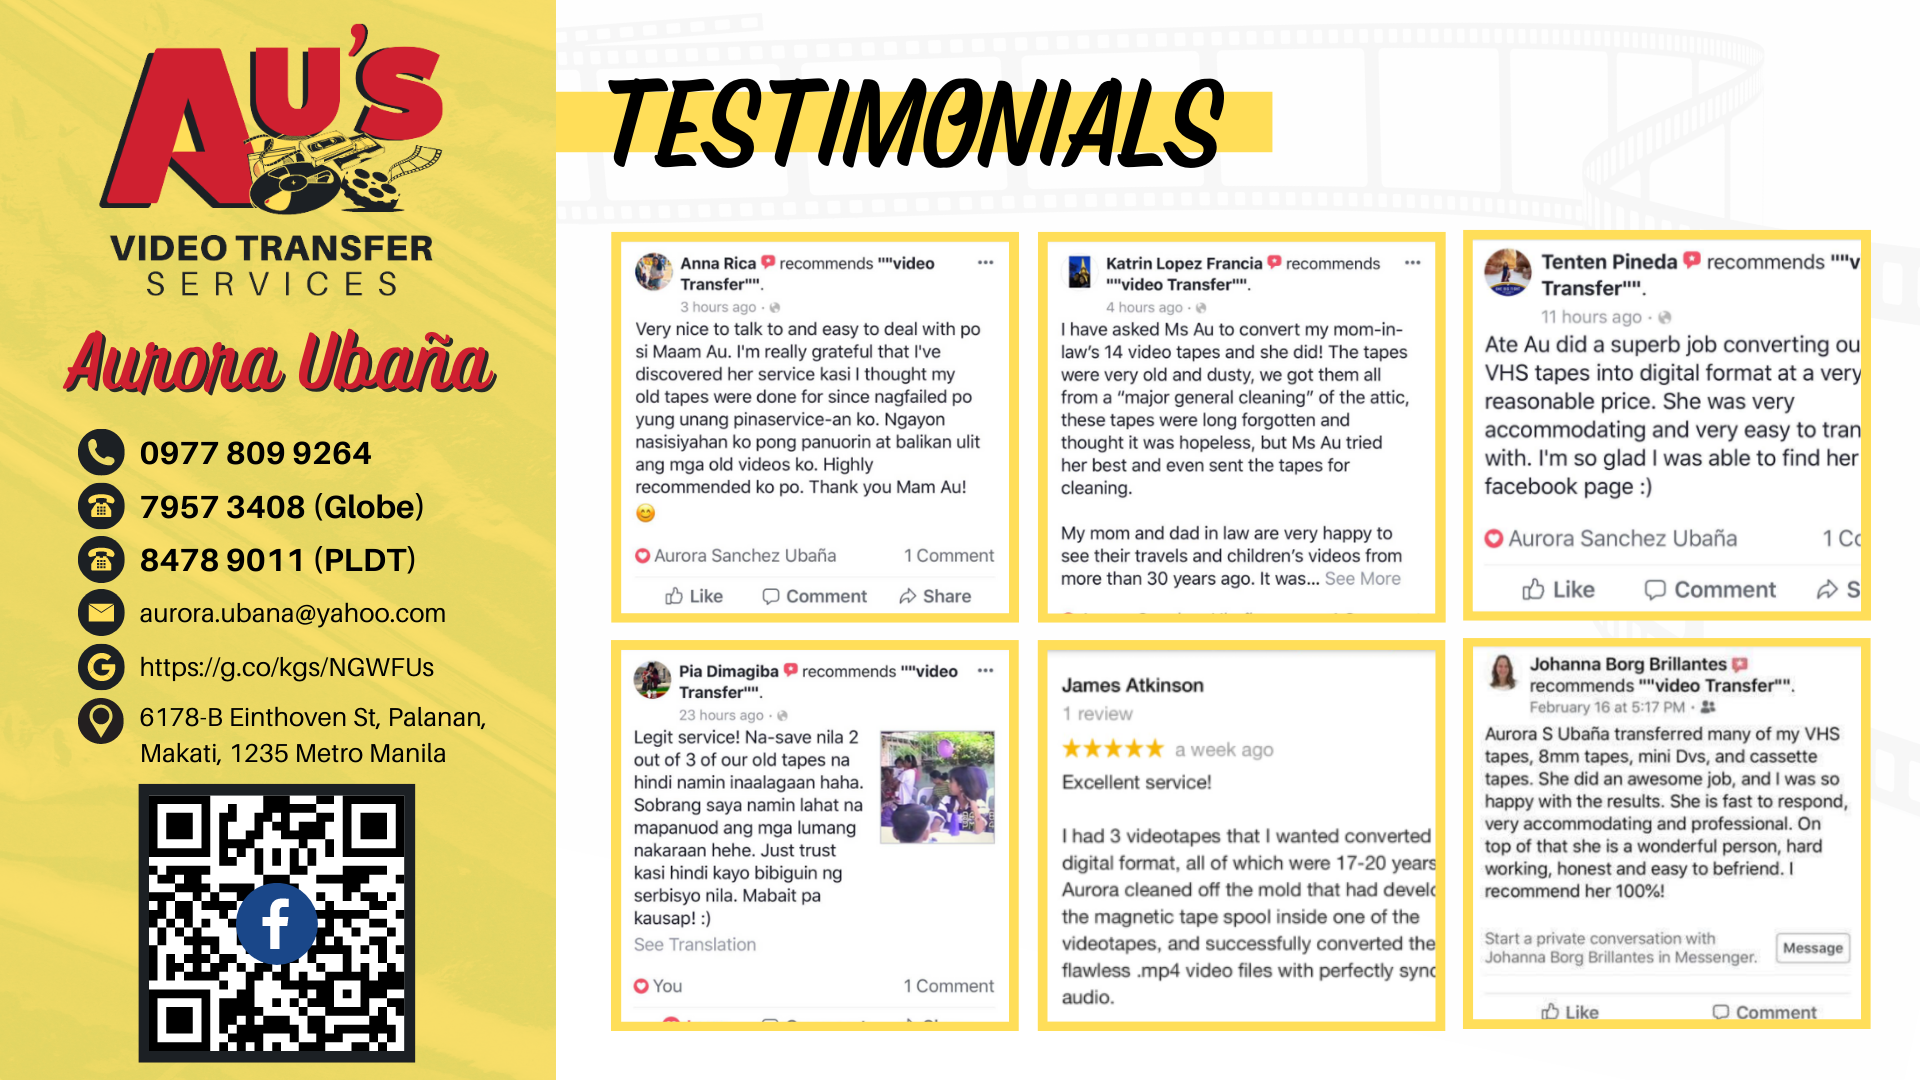 AU'S
VIDEO TRANSFER
SERVICES
Aurora Ubaña
0977 809 9264
7957 3408 (Globe)
8478 9011 (PLDT)
aurora.ubana@yahoo.com
https://g.co/kgs/NGWFUs
6178-B Einthoven St, Palanan,
Makati, 1235 Metro Manila
TESTIMONIALS
Anna Rica recommends ""video
Transfer"".
3 hours ago ·
Very nice to talk to and easy to deal with po
si Maam Au. I'm really grateful that I've
discovered her service kasi I thought my
old tapes were done for since nagfailed po
yung unang pinaservice-an ko. Ngayon
nasisiyahan ko pong panuorin at balikan ulit
ang mga old videos ko. Highly
recommended ko po. Thank you Mam Au!
😊
Aurora Sanchez Ubaña 1 Comment
Like Comment Share
Katrin Lopez Francia recommends
""video Transfer"".
4 hours ago ·
I have asked Ms Au to convert my mom-in-
law's 14 video tapes and she did! The tapes
were very old and dusty, we got them all
from a “major general cleaning” of the attic,
these tapes were long forgotten and
thought it was hopeless, but Ms Au tried
her best and even sent the tapes for
cleaning.
My mom and dad in law are very happy to
see their travels and children's videos from
more than 30 years ago. It was... See More
Tenten Pineda recommends ""v
Transfer"".
11 hours ago ·
Ate Au did a superb job converting ou
VHS tapes into digital format at a very
reasonable price. She was very
accommodating and very easy to tran
with. I'm so glad I was able to find her
facebook page :)
Aurora Sanchez Ubaña 1 Co
Like Comment S
Pia Dimagiba recommends ""video
Transfer"".
23 hours ago ·
Legit service! Na-save nila 2
out of 3 of our old tapes na
hindi namin inaalagaan haha.
Sobrang saya namin lahat na
mapanuod ang mga lumang
nakaraan hehe. Just trust
kasi hindi kayo bibiguin ng
serbisyo nila. Mabait pa
kausap! :)
See Translation
You 1 Comment
James Atkinson
1 review
★★★★★ a week ago
Excellent service!
I had 3 videotapes that I wanted converted
digital format, all of which were 17-20 years
Aurora cleaned off the mold that had develo
the magnetic tape spool inside one of the
videotapes, and successfully converted the
flawless .mp4 video files with perfectly sync
audio.
Johanna Borg Brillantes
recommends ""video Transfer"".
February 16 at 5:17 PM ·
Aurora S Ubaña transferred many of my VHS
tapes, 8mm tapes, mini Dvs, and cassette
tapes. She did an awesome job, and I was so
happy with the results. She is fast to respond,
very accommodating and professional. On
top of that she is a wonderful person, hard
working, honest and easy to befriend. I
recommend her 100%!
Start a private conversation with
Johanna Borg Brillantes in Messenger.
Message
Like Comment